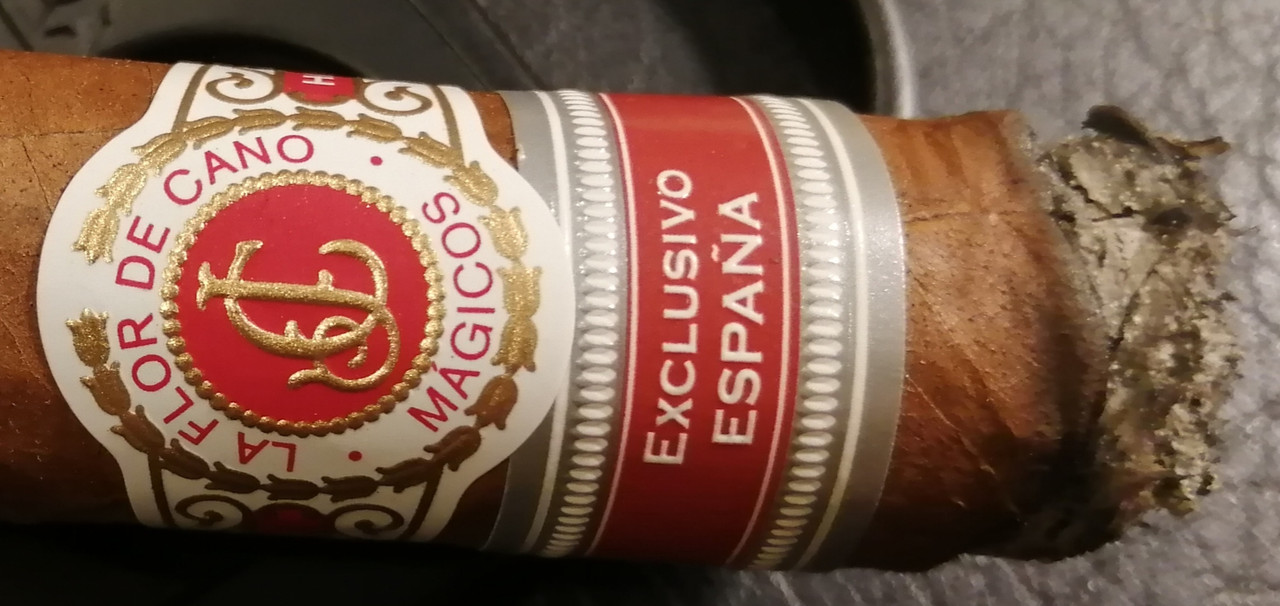 LA FLOR DE CANO
MÁGICOS
EXCLUSIVO
ESPAÑA